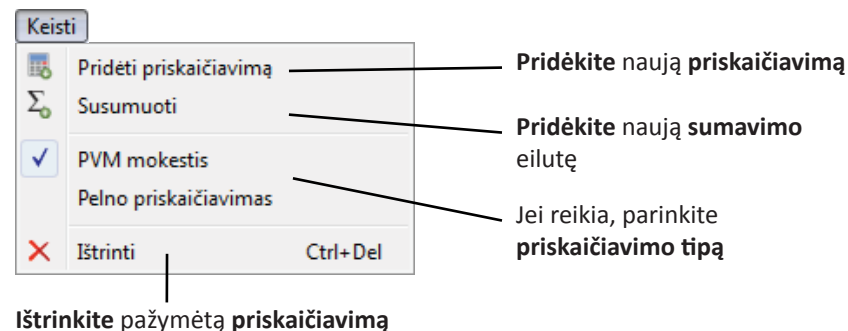 Keisti
Pridėti priskaičiavimą
Susumuoti
PVM mokestis
Pelno priskaičiavimas
Ištrinti Ctrl+Del
Pridėkite naują priskaičiavimą
Pridėkite naują sumavimo
eilutę
Jei reikia, parinkite
priskaičiavimo tipą
Ištrinkite pažymėtą priskaičiavimą